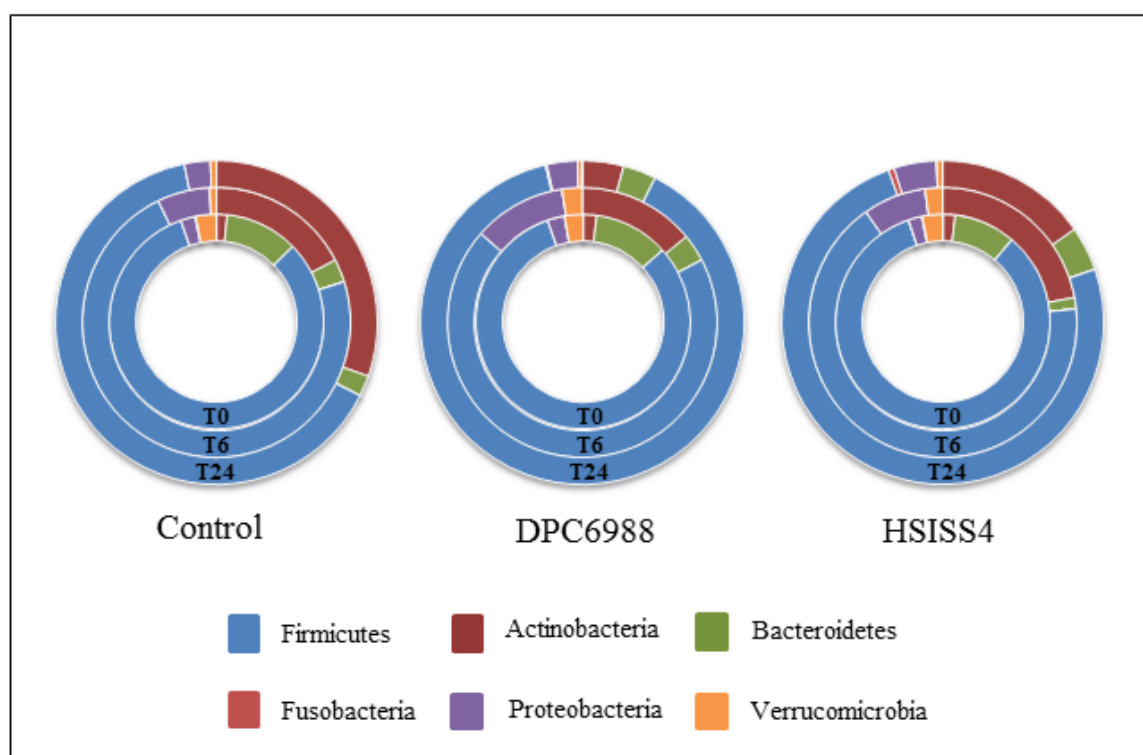 T0 T0 T0
T6 T6 T6
T24 T24 T24
Control DPC6988 HSISS4
Firmicutes Actinobacteria Bacteroidetes
Fusobacteria Proteobacteria Verrucomicrobia